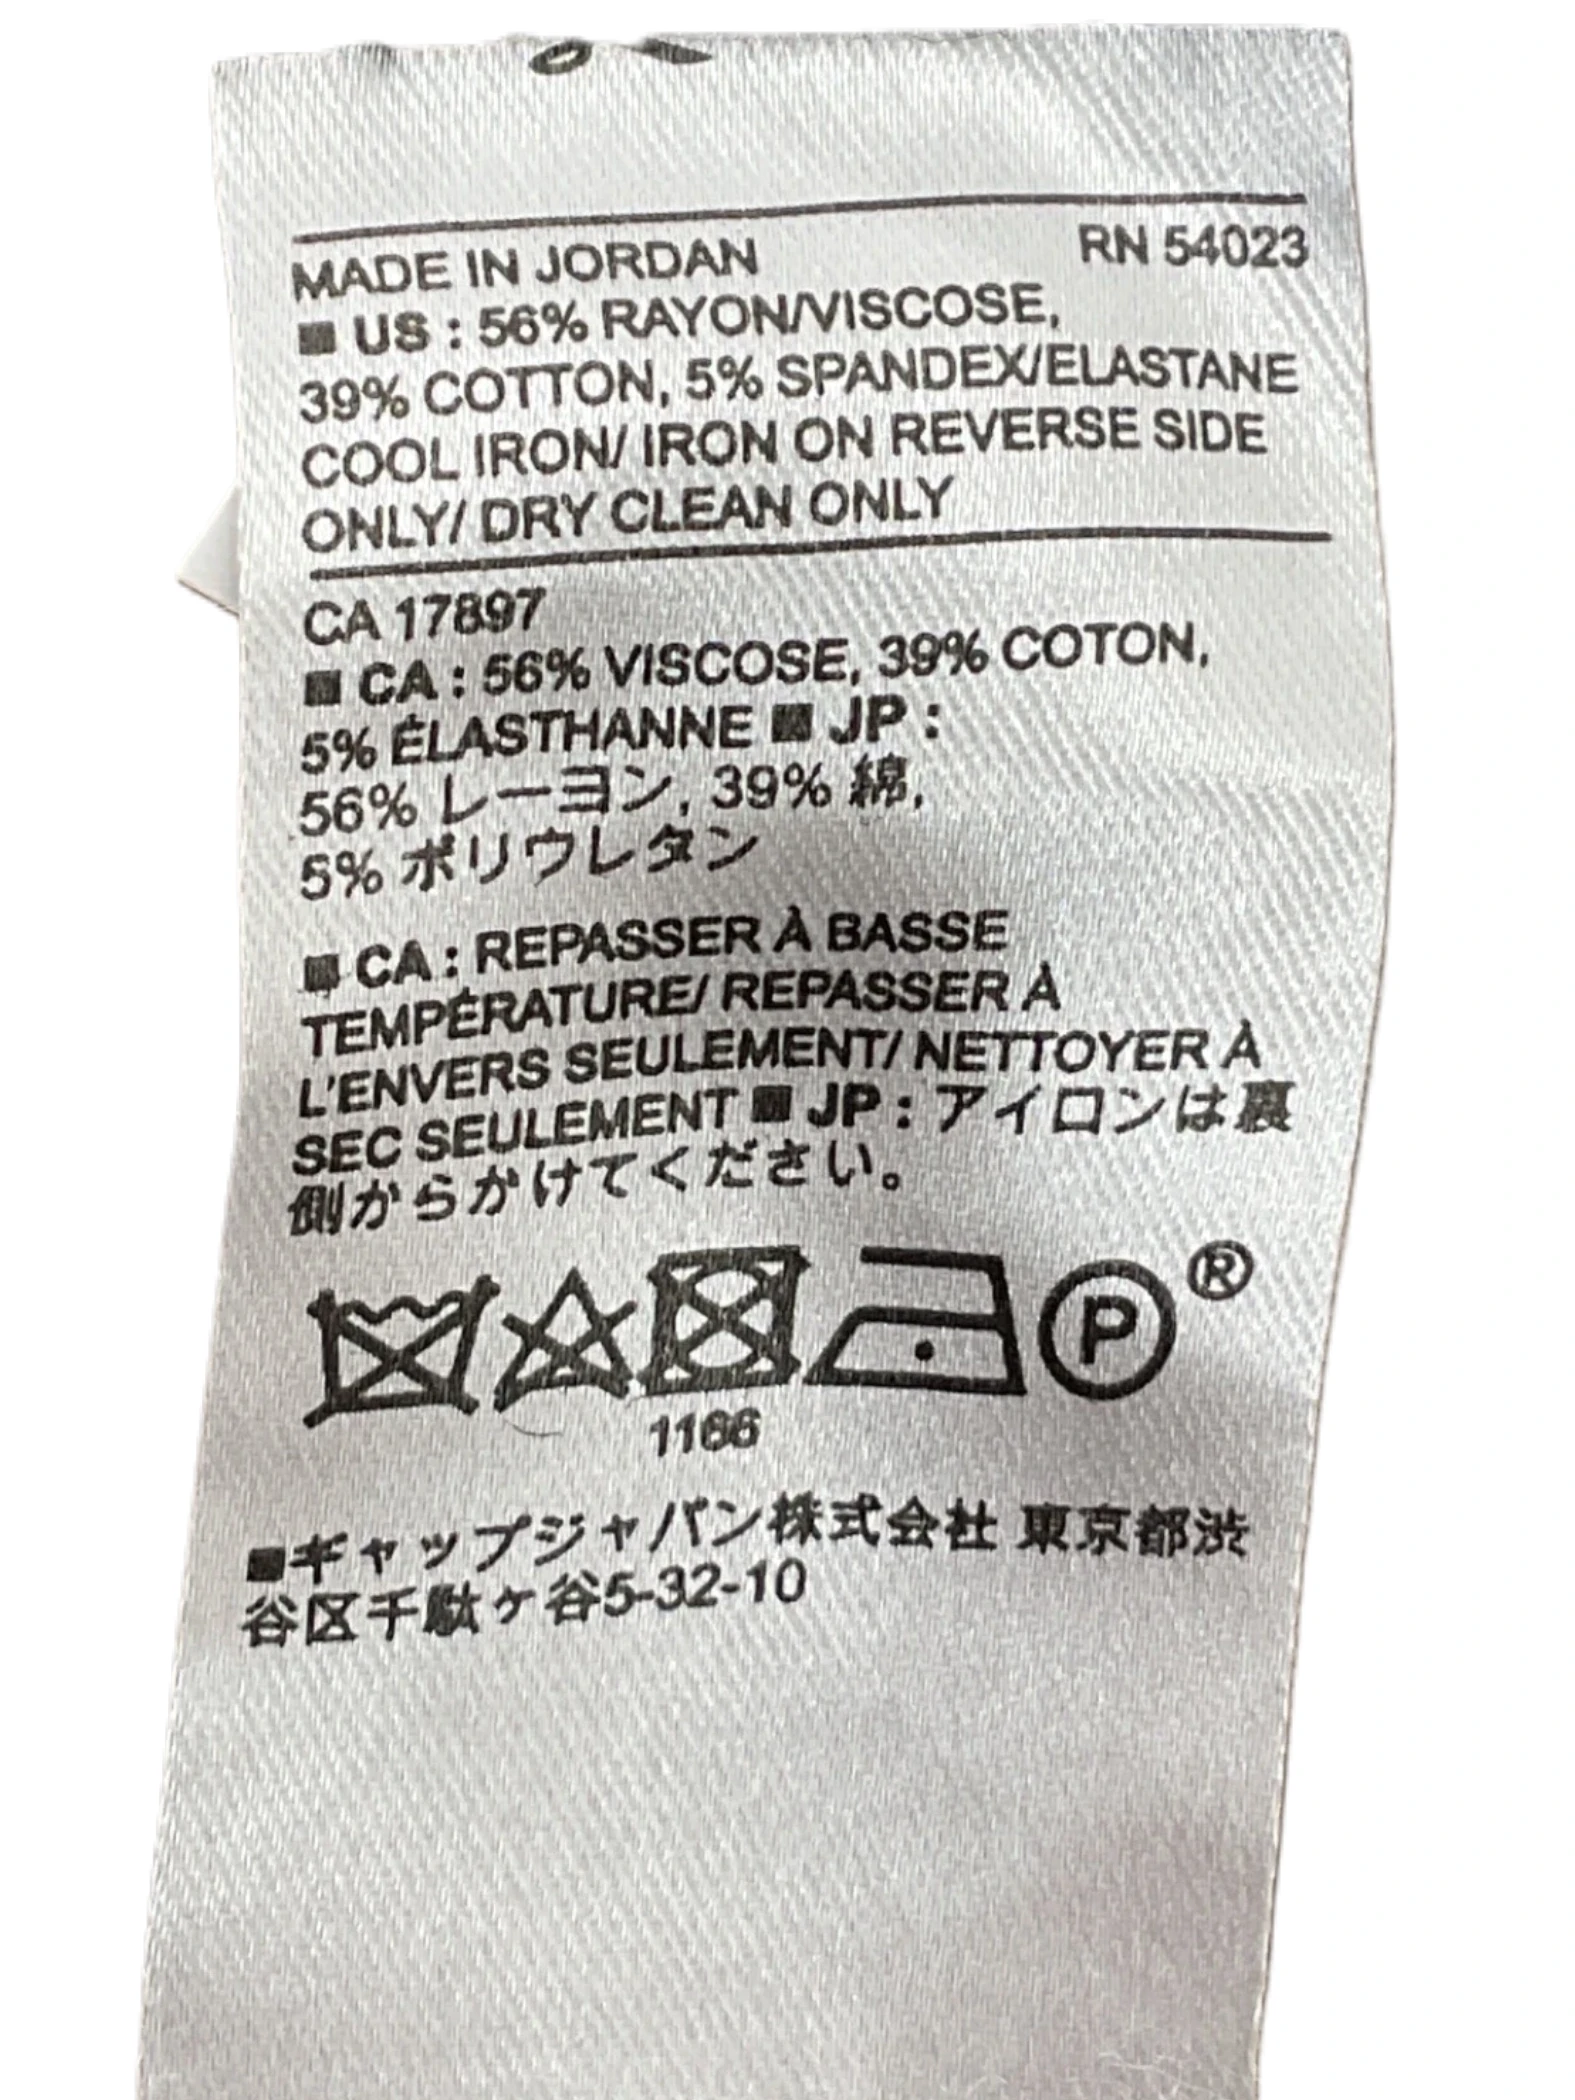 MADE IN JORDAN RN 54023
■ US : 56% RAYON/VISCOSE,
39% COTTON, 5% SPANDEX/ELASTANE
COOL IRON/ IRON ON REVERSE SIDE
ONLY/ DRY CLEAN ONLY
CA 17897
■ CA : 56% VISCOSE, 39% COTON,
5% ÉLASTHANNE ■ JP :
56% レーヨン, 39% 綿,
5% ポリウレタン
■ CA : REPASSER À BASSE
TEMPÉRATURE/ REPASSER À
L'ENVERS SEULEMENT/ NETTOYER À
SEC SEULEMENT ■ JP : アイロンは裏
側からかけてください。
P ®
1166
■ギャップジャパン株式会社 東京都渋
谷区千駄ケ谷5-32-10